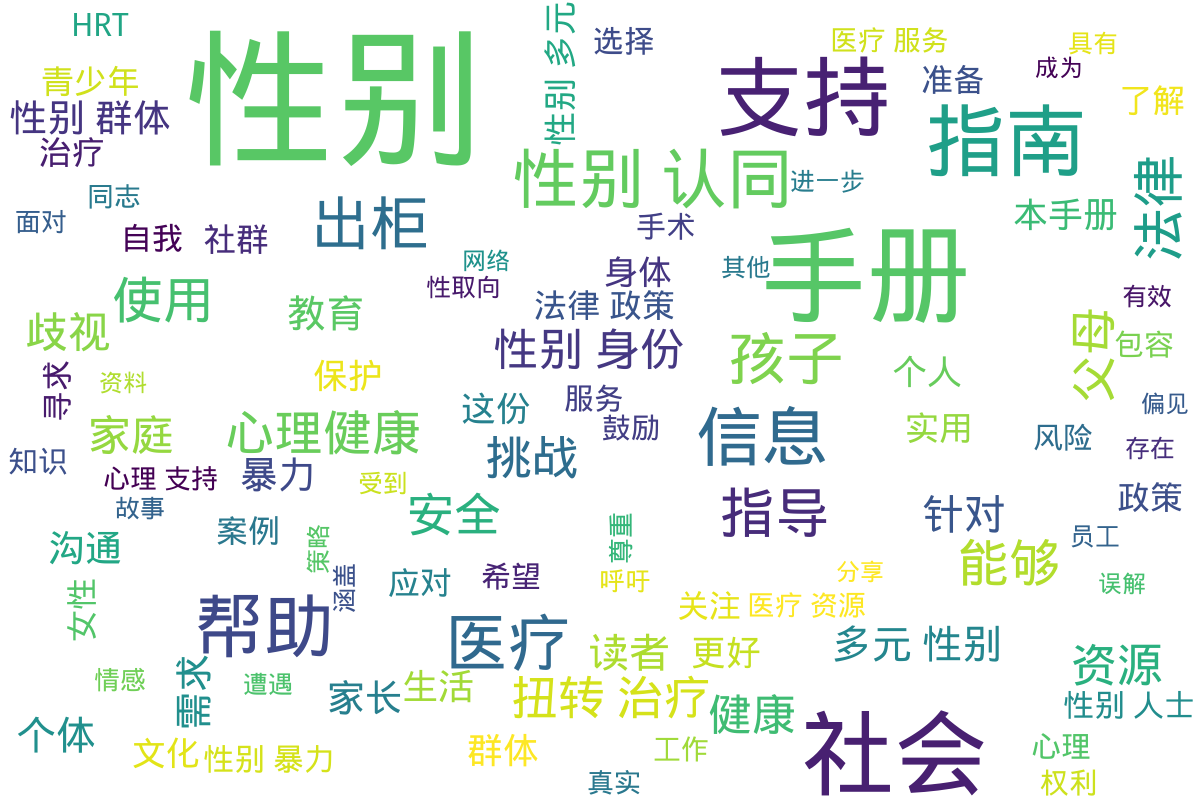 HRT
性别
性别 多元
选择
医疗 服务
具有
支持
成为
青少年
准备
了解
性别 群体
指南
治疗
性别 认同
进一步
法律
同志
出柜
本手册
面对
自我
社群
手术
手册
网络
其他
性取向
身体
使用
教育
法律 政策
有效
歧视
性别 身份
孩子
父母
包容
寻求
资料
保护
个人
家庭
心理健康
这份
服务
鼓励
信息
实用
偏见
知识
挑战
风险
存在
心理 支持
暴力
受到
指导
政策
故事
安全
针对
案例
沟通
策略
尊重
员工
能够
女性
涵盖
应对
希望
呼吁
分享
误解
帮助
医疗
关注
医疗 资源
读者
更好
多元 性别
资源
情感
需求
遭遇
家长
生活
扭转 治疗
健康
性别 人士
个体
社会
文化
性别 暴力
群体
工作
心理
真实
权利